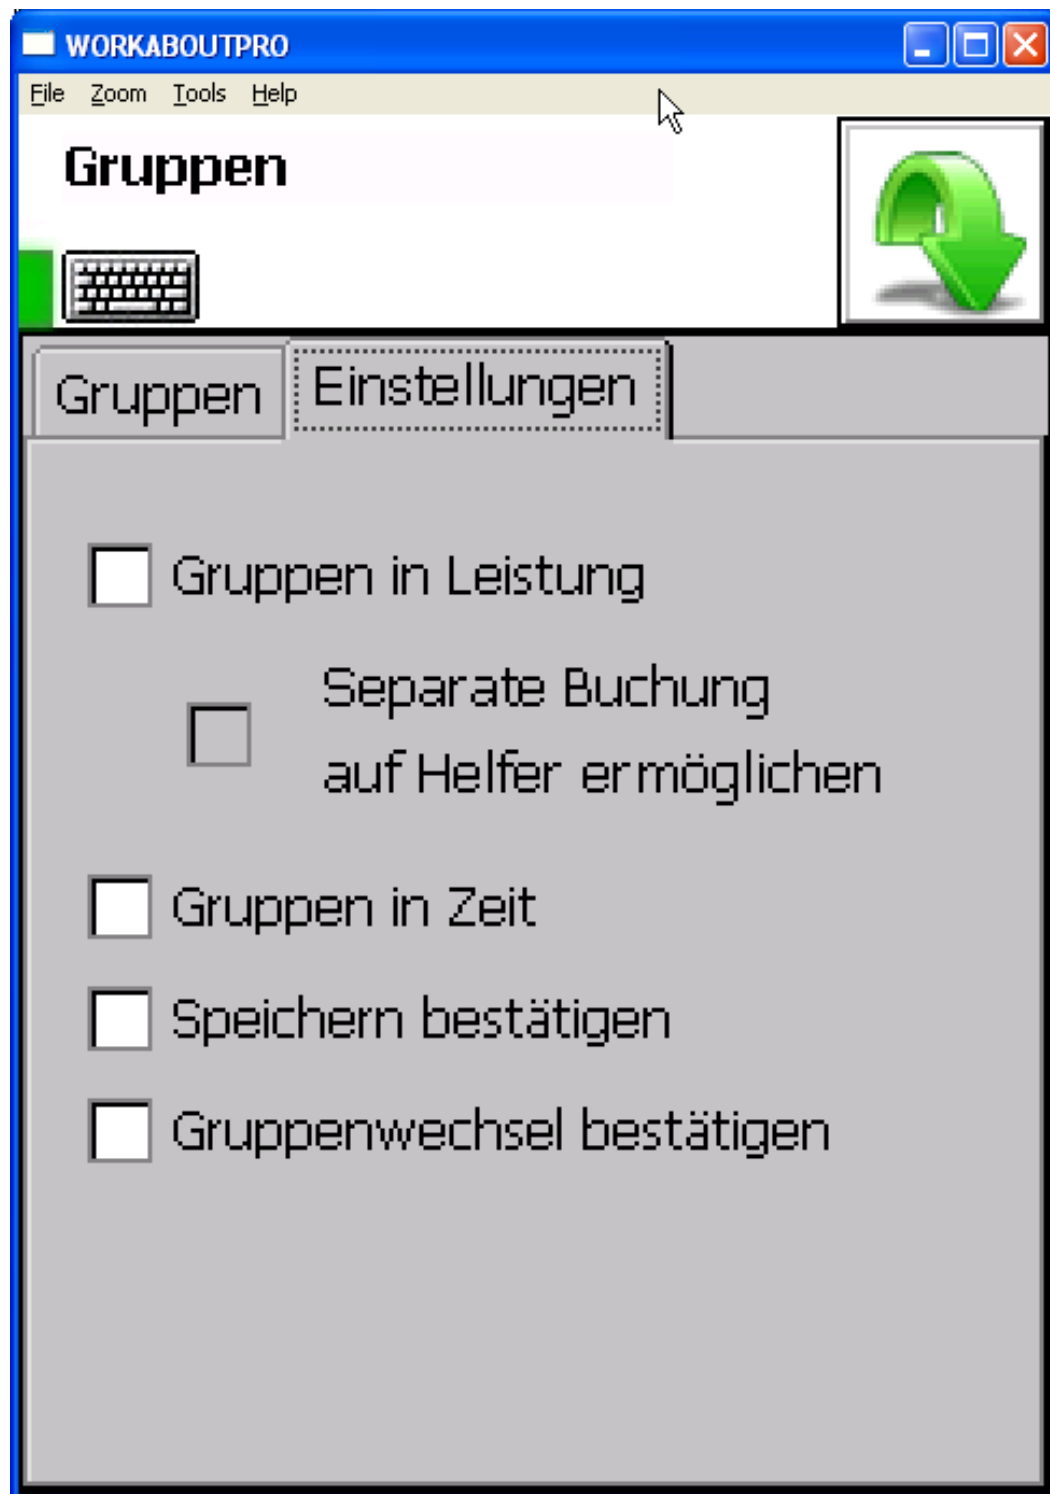 WORKABOUTPRO
File Zoom Tools Help
Gruppen
Gruppen Einstellungen
Gruppen in Leistung
Separate Buchung
auf Helfer ermöglichen
Gruppen in Zeit
Speichern bestätigen
Gruppenwechsel bestätigen